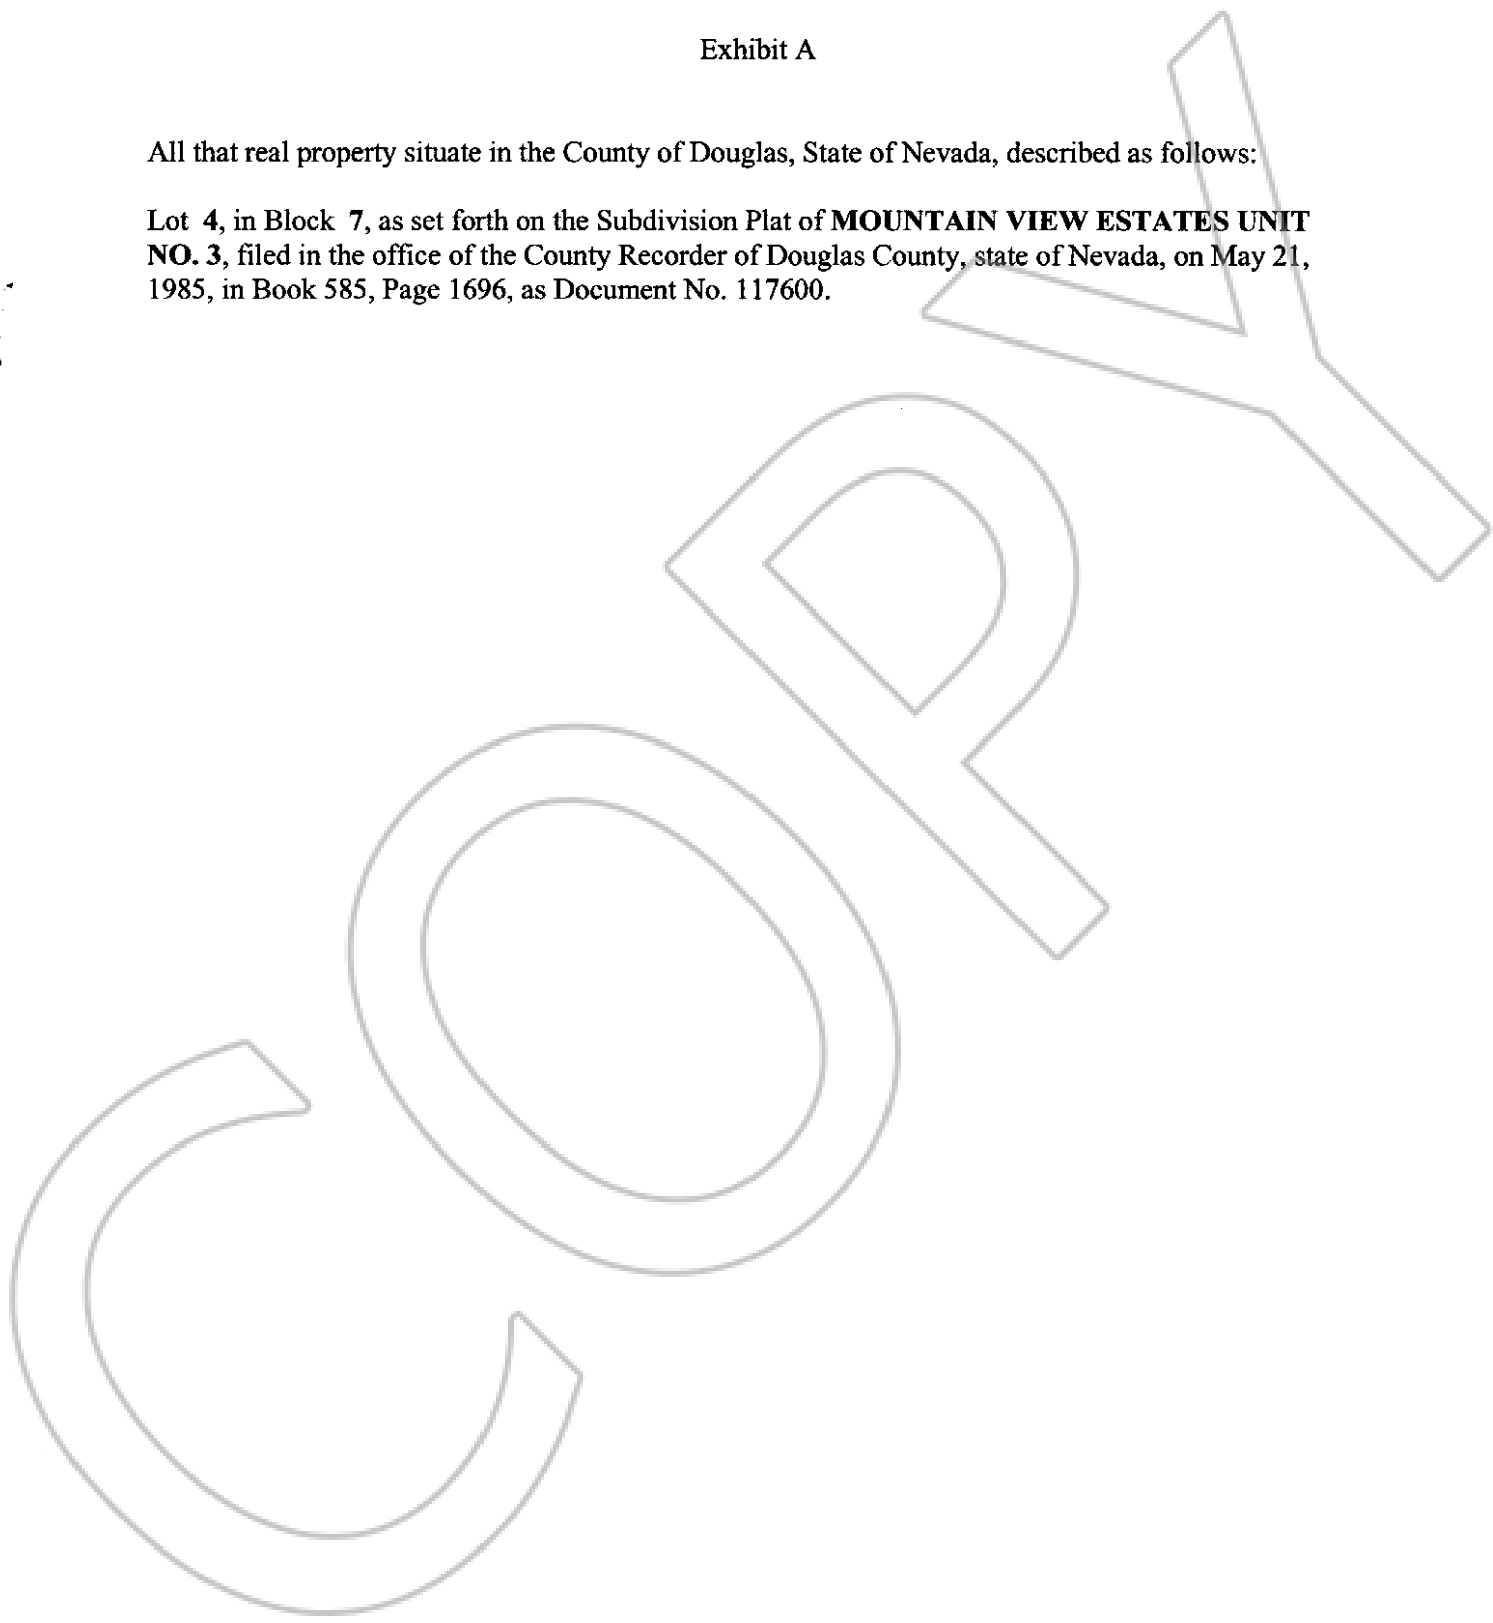 Exhibit A
All that real property situate in the County of Douglas, State of Nevada, described as follows:
Lot 4, in Block 7, as set forth on the Subdivision Plat of MOUNTAIN VIEW ESTATES UNIT
NO. 3, filed in the office of the County Recorder of Douglas County, state of Nevada, on May 21,
1985, in Book 585, Page 1696, as Document No. 117600.
COPY